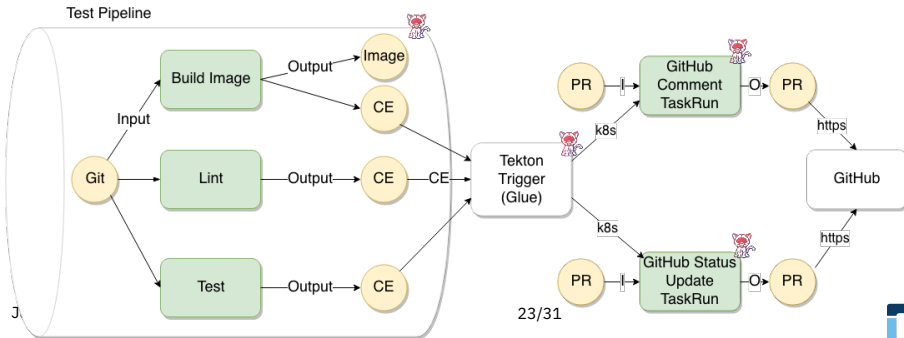 Test Pipeline
Build Image
Output
Image
CE
Input
Git
Lint
Output
CE
CE
Test
Output
CE
Tekton
Trigger
(Glue)
k8s
k8s
PR
I
GitHub
Comment
TaskRun
O
PR
https
GitHub
PR
I
GitHub Status
Update
TaskRun
O
PR
https
23/31